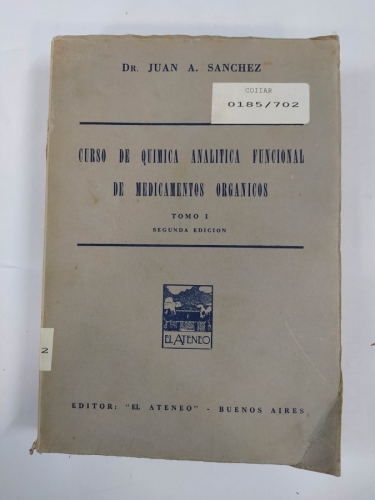 DR. JUAN A. SANCHEZ
COIIAR
0185/702
CURSO DE QUIMICA ANALITICA FUNCIONAL
DE MEDICAMENTOS ORGANICOS
TOMO I
SEGUNDA EDICION
EL ATENEO
2
EDITOR: "EL ATENEO" - BUENOS AIRES